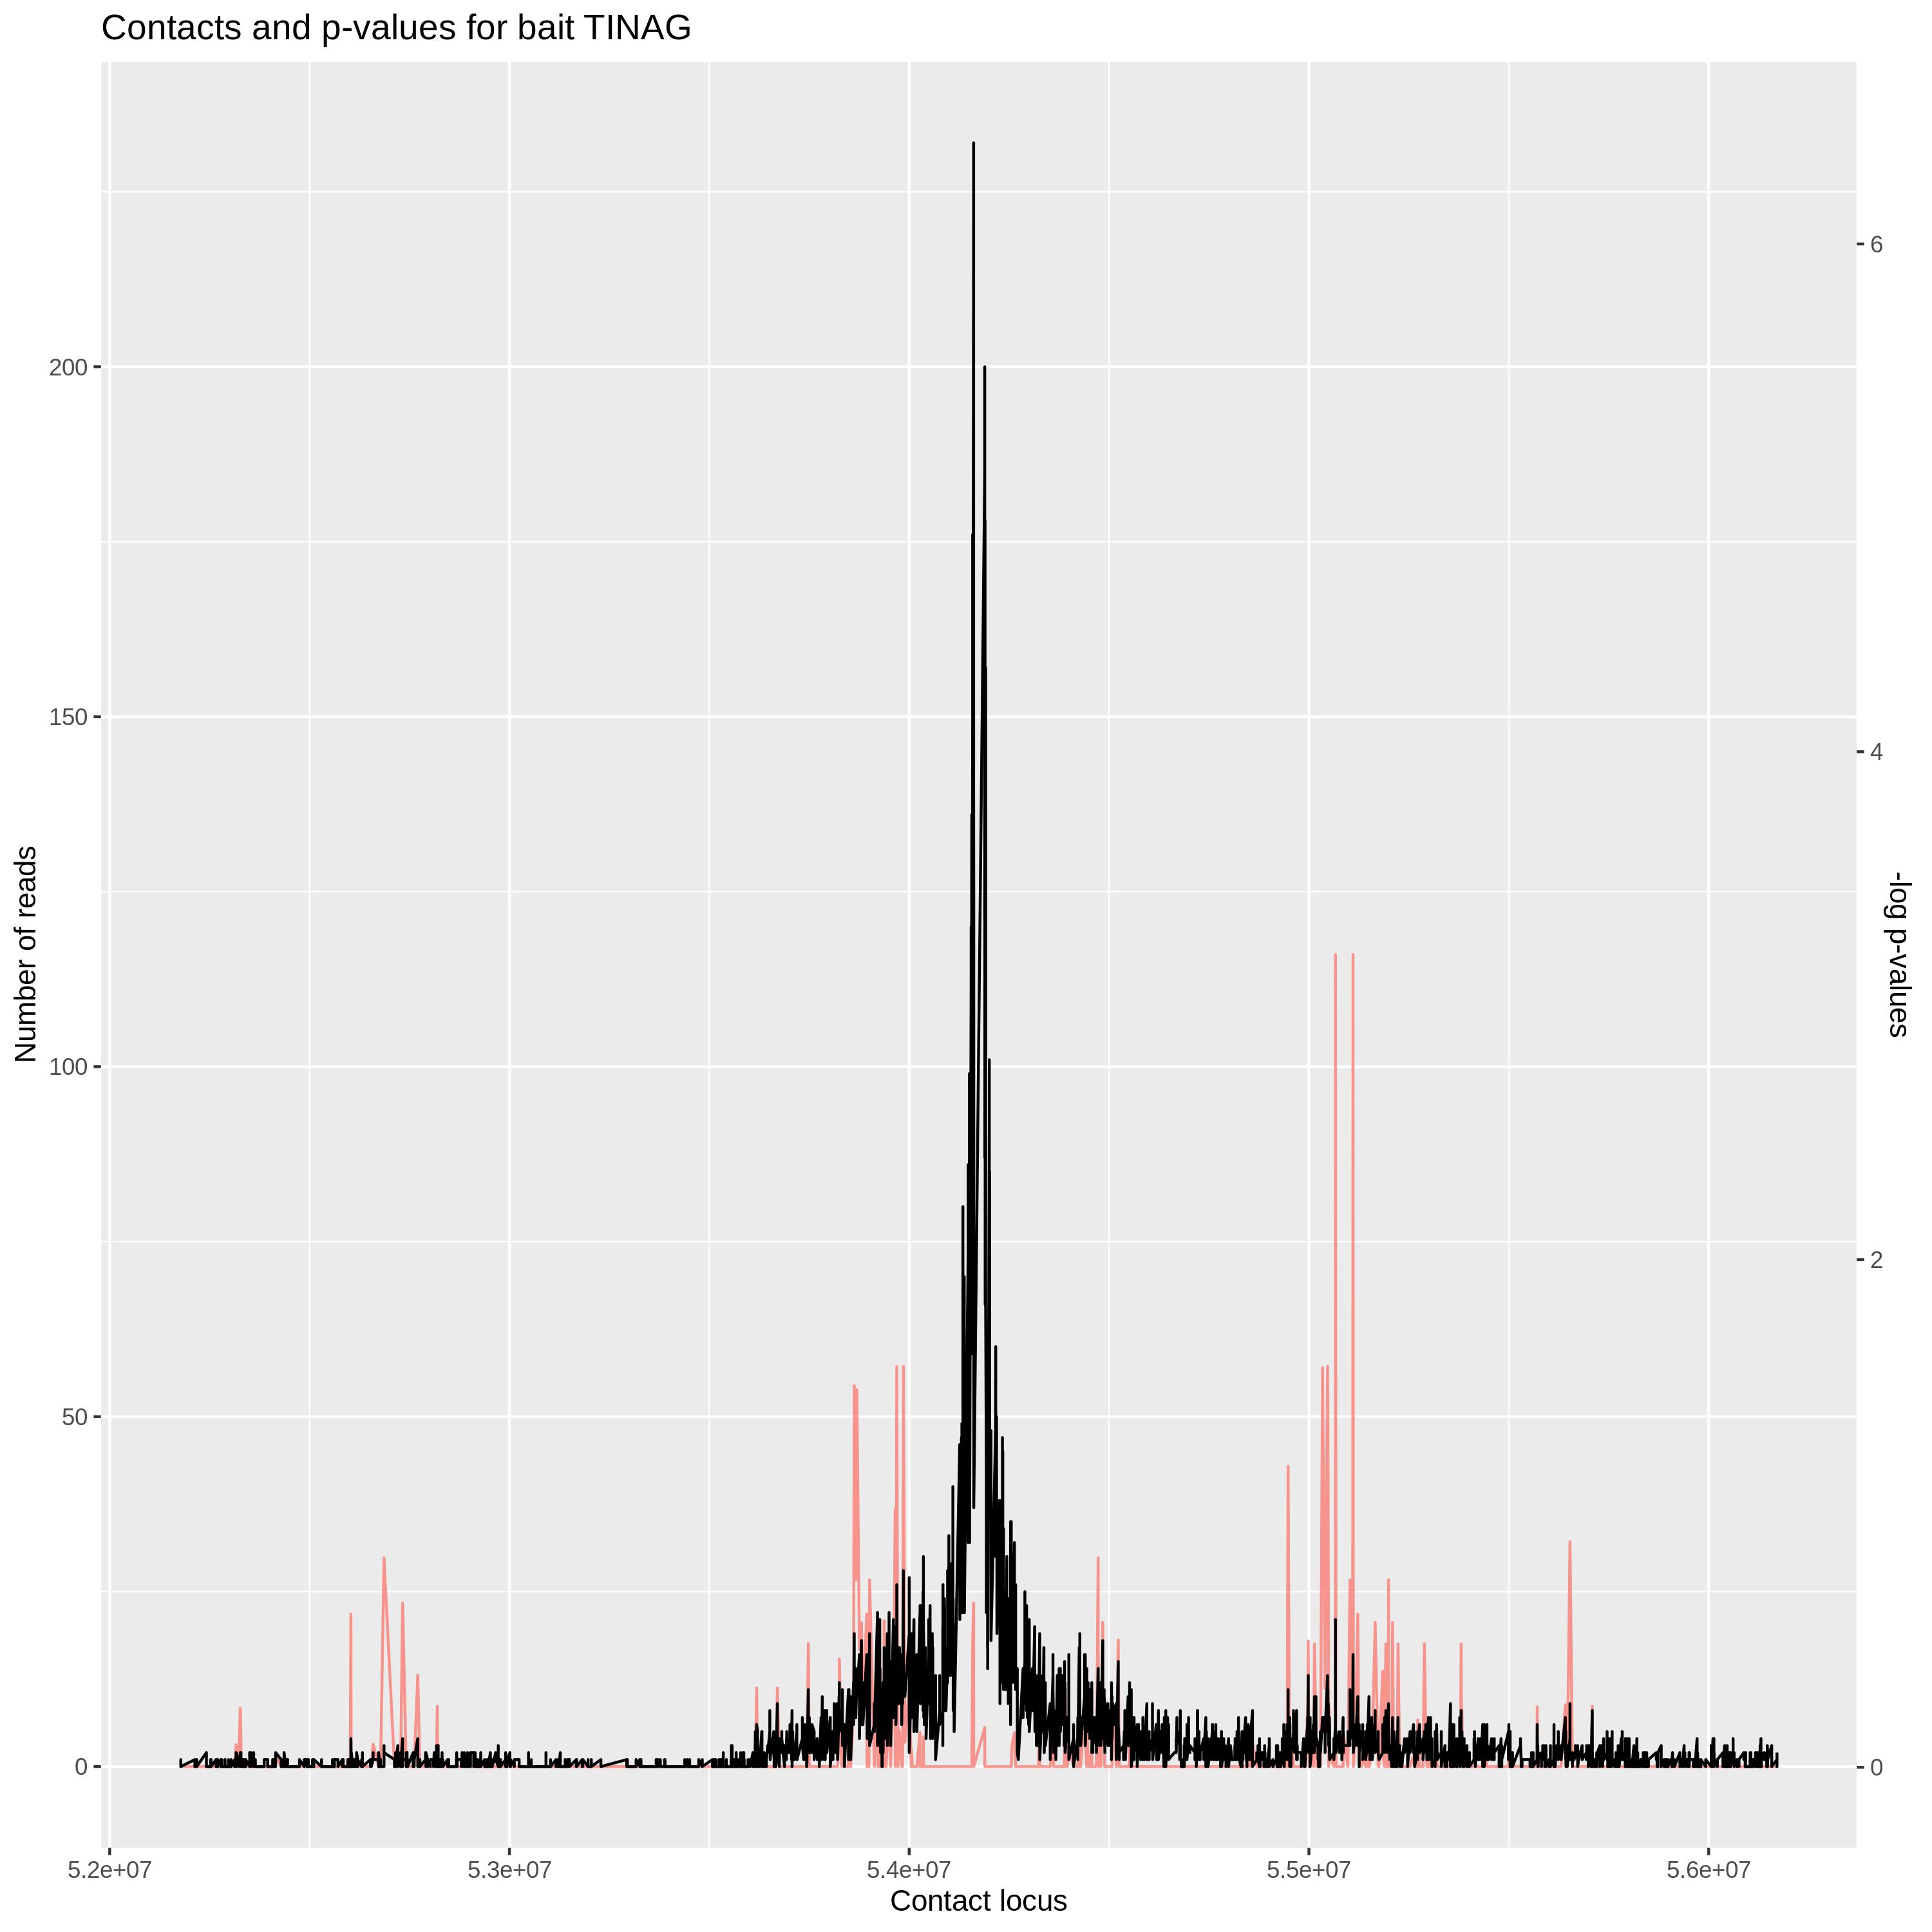 Contacts and p-values for bait TINAG
Number of reads
200
150
100
50
0
6
4
2
0
-log p-values
5.2e+07 5.3e+07 5.4e+07 5.5e+07 5.6e+07
Contact locus